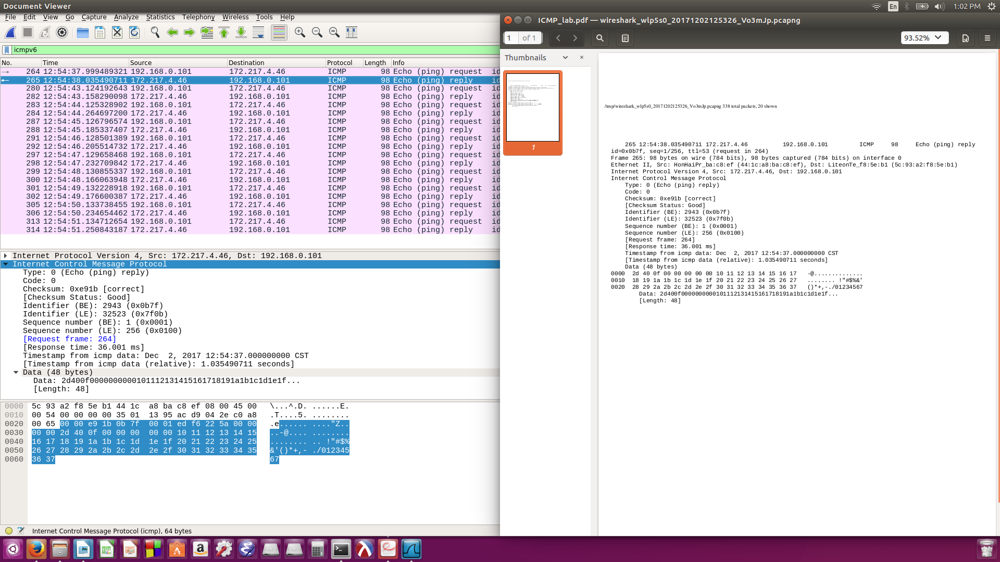 Document Viewer
En
1:02 PM
File Edit View Go Capture Analyze Statistics Telephony Wireless Tools Help
icmpv6
No. Time Source Destination Protocol Length Info
264 12:54:37.999489321 192.168.0.101 172.217.4.46 ICMP 98 Echo (ping) request id
265 12:54:38.035490711 172.217.4.46 192.168.0.101 ICMP 98 Echo (ping) reply id
280 12:54:43.124192643 192.168.0.101 172.217.4.46 ICMP 98 Echo (ping) request id
282 12:54:43.158290098 172.217.4.46 192.168.0.101 ICMP 98 Echo (ping) reply id
283 12:54:44.125328902 192.168.0.101 172.217.4.46 ICMP 98 Echo (ping) request id
284 12:54:44.264697200 172.217.4.46 192.168.0.101 ICMP 98 Echo (ping) reply id
287 12:54:45.126796574 192.168.0.101 172.217.4.46 ICMP 98 Echo (ping) request id
288 12:54:45.185337407 172.217.4.46 192.168.0.101 ICMP 98 Echo (ping) reply id
291 12:54:46.128501389 192.168.0.101 172.217.4.46 ICMP 98 Echo (ping) request id
292 12:54:46.205514732 172.217.4.46 192.168.0.101 ICMP 98 Echo (ping) reply id
297 12:54:47.129658468 192.168.0.101 172.217.4.46 ICMP 98 Echo (ping) request id
298 12:54:47.232709842 172.217.4.46 192.168.0.101 ICMP 98 Echo (ping) reply id
299 12:54:48.130855337 192.168.0.101 172.217.4.46 ICMP 98 Echo (ping) request id
300 12:54:48.166063948 172.217.4.46 192.168.0.101 ICMP 98 Echo (ping) reply id
301 12:54:49.132228918 192.168.0.101 172.217.4.46 ICMP 98 Echo (ping) request id
302 12:54:49.176600387 172.217.4.46 192.168.0.101 ICMP 98 Echo (ping) reply id
305 12:54:50.133738455 192.168.0.101 172.217.4.46 ICMP 98 Echo (ping) request id
306 12:54:50.234654462 172.217.4.46 192.168.0.101 ICMP 98 Echo (ping) reply id
313 12:54:51.134712654 192.168.0.101 172.217.4.46 ICMP 98 Echo (ping) request id
314 12:54:51.250843187 172.217.4.46 192.168.0.101 ICMP 98 Echo (ping) reply id
Internet Protocol Version 4, Src: 172.217.4.46, Dst: 192.168.0.101
Internet Control Message Protocol
Type: 0 (Echo (ping) reply)
Code: 0
Checksum: 0xe91b [correct]
[Checksum Status: Good]
Identifier (BE): 2943 (0x0b7f)
Identifier (LE): 32523 (0x7f0b)
Sequence number (BE): 1 (0x0001)
Sequence number (LE): 256 (0x0100)
[Request frame: 264]
[Response time: 36.001 ms]
Timestamp from icmp data: Dec  2, 2017 12:54:37.000000000 CST
[Timestamp from icmp data (relative): 1.035490711 seconds]
Data (48 bytes)
Data: 2d400f0000000000101112131415161718191a1b1c1d1e1f...
[Length: 48]
0000 5c 93 a2 f8 5e b1 44 1c a8 ba c8 ef 08 00 45 00 \...^.D. ......E.
0010 00 54 00 00 00 00 35 01 13 95 ac d9 04 2e c0 a8 .T....5. ........
0020 00 65 00 00 e9 1b 0b 7f 00 01 ed f6 22 5a 00 00 .e...... ...."Z..
0030 00 00 2d 40 0f 00 00 00 00 00 10 11 12 13 14 15 ..-@.... ........
0040 16 17 18 19 1a 1b 1c 1d 1e 1f 20 21 22 23 24 25 ........ .. !"#$%
0050 26 27 28 29 2a 2b 2c 2d 2e 2f 30 31 32 33 34 35 &'()*+,- ./012345
0060 36 37 67
Internet Control Message Protocol (icmp), 64 bytes
ICMP_lab.pdf — wireshark_wlp5s0_20171202125326_Vo3mJp.pcapng
1 of 1
93.52%
Thumbnails
1
/tmp/wireshark_wlp5s0_20171202125326_Vo3mJp.pcapng 338 total packets, 20 shown
265 12:54:38.035490711 172.217.4.46 192.168.0.101 ICMP 98 Echo (ping) reply
id=0x0b7f, seq=1/256, ttl=53 (request in 264)
Frame 265: 98 bytes on wire (784 bits), 98 bytes captured (784 bits) on interface 0
Ethernet II, Src: HonHaiPr_ba:c8:ef (44:1c:a8:ba:c8:ef), Dst: LiteonTe_f8:5e:b1 (5c:93:a2:f8:5e:b1)
Internet Protocol Version 4, Src: 172.217.4.46, Dst: 192.168.0.101
Internet Control Message Protocol
Type: 0 (Echo (ping) reply)
Code: 0
Checksum: 0xe91b [correct]
[Checksum Status: Good]
Identifier (BE): 2943 (0x0b7f)
Identifier (LE): 32523 (0x7f0b)
Sequence number (BE): 1 (0x0001)
Sequence number (LE): 256 (0x0100)
[Request frame: 264]
[Response time: 36.001 ms]
Timestamp from icmp data: Dec  2, 2017 12:54:37.000000000 CST
[Timestamp from icmp data (relative): 1.035490711 seconds]
Data (48 bytes)
0000 2d 40 0f 00 00 00 00 00 10 11 12 13 14 15 16 17 -@..............
0010 18 19 1a 1b 1c 1d 1e 1f 20 21 22 23 24 25 26 27 ........ !"#$%&'
0020 28 29 2a 2b 2c 2d 2e 2f 30 31 32 33 34 35 36 37 ()*+,-./01234567
Data: 2d400f0000000000101112131415161718191a1b1c1d1e1f...
[Length: 48]